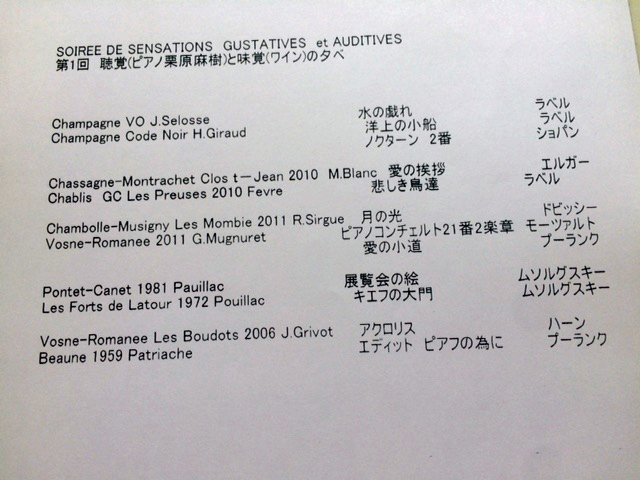 SOIREE DE SENSATIONS GUSTATIVES et AUDITIVES
第1回 聴覚(ピアノ栗原麻樹)と味覚(ワイン)の夕べ
Champagne VO J.Selosse 水の戯れ ラベル
Champagne Code Noir H.Giraud 洋上の小船 ラベル
ノクターン 2番 ショパン
Chassagne-Montrachet Clos t-Jean 2010 M.Blanc 愛の挨拶 エルガー
Chablis GC Les Preuses 2010 Fevre 悲しき鳥達 ラベル
Chambolle-Musigny Les Mombie 2011 R.Sirgue 月の光 ドビッシー
Vosne-Romanee 2011 G.Mugnuret ピアノコンチェルト21番2楽章 モーツァルト
愛の小道 プーランク
Pontet-Canet 1981 Pauillac 展覧会の絵 ムソルグスキー
Les Forts de Latour 1972 Pouillac キエフの大門 ムソルグスキー
Vosne-Romanee Les Boudots 2006 J.Grivot アクロリス ハーン
Beaune 1959 Patriache エディット ピアフの為に プーランク